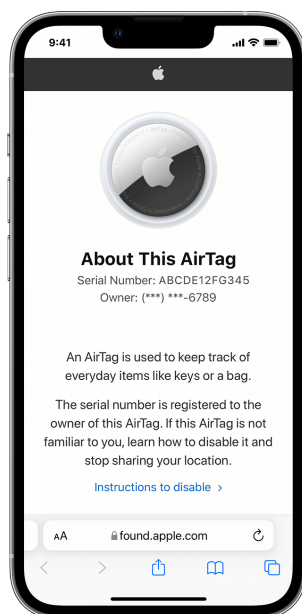 9:41
About This AirTag
Serial Number: ABCDE12FG345
Owner: (***) ***-6789
An AirTag is used to keep track of
everyday items like keys or a bag.
The serial number is registered to the
owner of this AirTag. If this AirTag is not
familiar to you, learn how to disable it and
stop sharing your location.
Instructions to disable >
AA
found.apple.com